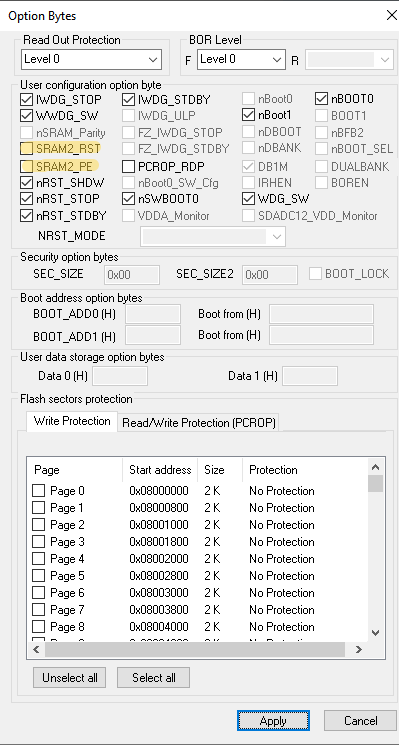 Option Bytes
Read Out Protection
BOR Level
Level 0
F Level 0 R
User configuration option byte
IWDG_STOP IWDG_STDBY nBoot0 nBOOT0
WWDG_SW IWDG_ULP nBoot1 BOOT1
nSRAM_Parity FZ_IWDG_STOP nDBOOT nBFB2
SRAM2_RST FZ_IWDG_STDBY nDBANK nBOOT_SEL
SRAM2_PE PCROP_RDP DB1M DUALBANK
nRST_SHDW nBoot0_SW_Cfg IRHEN BOREN
nRST_STOP nSWBOOT0 WDG_SW
nRST_STDBY VDDA_Monitor SDADC12_VDD_Monitor
NRST_MODE
Security option bytes
SEC_SIZE 0x00 SEC_SIZE2 0x00 BOOT_LOCK
Boot address option bytes
BOOT_ADD0 (H) Boot from (H)
BOOT_ADD1 (H) Boot from (H)
User data storage option bytes
Data 0 (H) Data 1 (H)
Flash sectors protection
Write Protection Read/Write Protection (PCROP)
Page Start address Size Protection
Page 0 0x08000000 2 K No Protection
Page 1 0x08000800 2 K No Protection
Page 2 0x08001000 2 K No Protection
Page 3 0x08001800 2 K No Protection
Page 4 0x08002000 2 K No Protection
Page 5 0x08002800 2 K No Protection
Page 6 0x08003000 2 K No Protection
Page 7 0x08003800 2 K No Protection
Page 8 0x08004000 2 K No Protection
Unselect all Select all
Apply Cancel